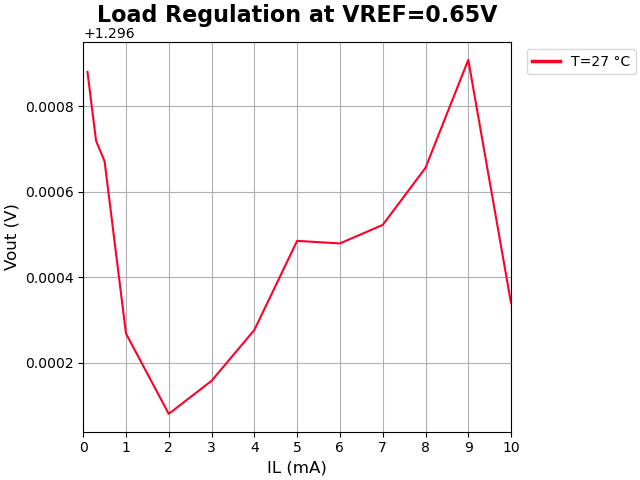 Load Regulation at VREF=0.65V
+1.296
T=27 °C
0.0008
0.0006
0.0004
0.0002
Vout (V)
0 1 2 3 4 5 6 7 8 9 10
IL (mA)